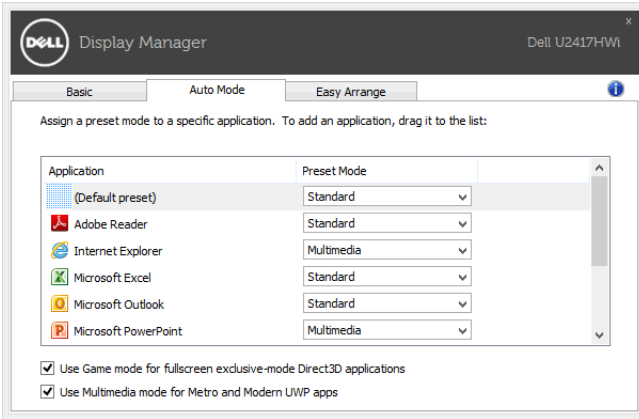 x
DELL Display Manager Dell U2417HWi
Basic Auto Mode Easy Arrange
Assign a preset mode to a specific application. To add an application, drag it to the list:
Application Preset Mode
(Default preset) Standard
Adobe Reader Standard
Internet Explorer Multimedia
Microsoft Excel Standard
Microsoft Outlook Standard
Microsoft PowerPoint Multimedia
Use Game mode for fullscreen exclusive-mode Direct3D applications
Use Multimedia mode for Metro and Modern UWP apps